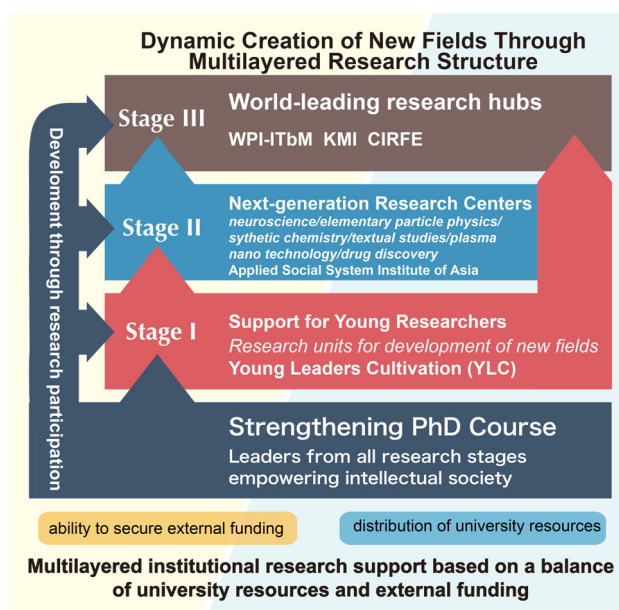 Dynamic Creation of New Fields Through
Multilayered Research Structure
Stage III
World-leading research hubs
WPI-ITbM KMI CIRFE
Stage II
Next-generation Research Centers
neuroscience/elementary particle physics/
sythetic chemistry/textual studies/plasma
nano technology/drug discovery
Applied Social System Institute of Asia
Stage I
Support for Young Researchers
Research units for development of new fields
Young Leaders Cultivation (YLC)
Strengthening PhD Course
Leaders from all research stages
empowering intellectual society
Develoment through research participation
ability to secure external funding
distribution of university resources
Multilayered institutional research support based on a balance
of university resources and external funding